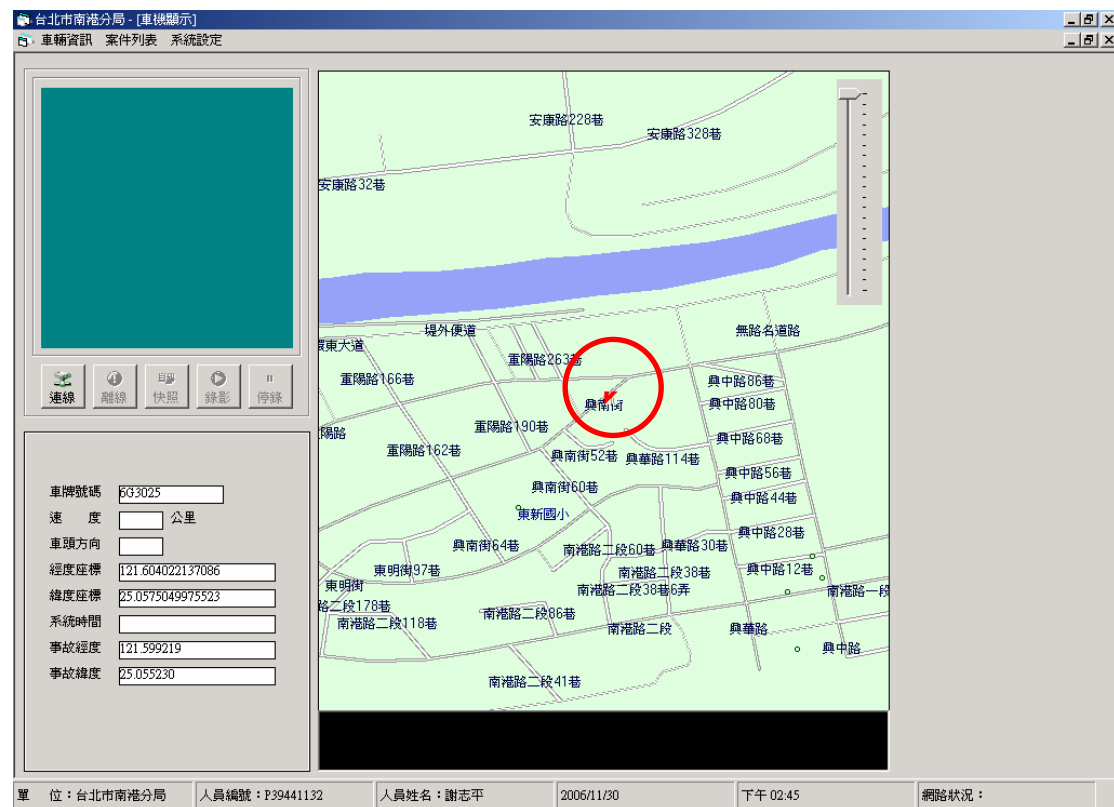 台北市南港分局 - [車機顯示]
車輛資訊 案件列表 系統設定
連線 離線 快照 錄影 停錄
車牌號碼 6G3025
速 度 公里
車頭方向
經度座標 121.604022137086
緯度座標 25.0575049975523
系統時間
事故經度 121.599219
事故緯度 25.055230
安康路228巷
安康路328巷
安康路32巷
堤外便道
無路名道路
環東大道
重陽路263巷
重陽路166巷
興中路86巷
興南街
興中路80巷
重陽路190巷
陽路
興中路68巷
重陽路162巷
興南街52巷
興華路114巷
興中路56巷
興南街60巷
興中路44巷
東新國小
興中路28巷
興南街64巷
南港路二段60巷
興華路30巷
東明街97巷
南港路二段38巷
興中路12巷
東明街
南港路二段38巷6弄
南港路一段
路二段178巷
南港路二段86巷
南港路二段118巷
南港路二段
興華路
興中路
南港路二段41巷
單 位：台北市南港分局 人員編號：P39441132 人員姓名：謝志平 2006/11/30 下午 02:45 網路狀況：